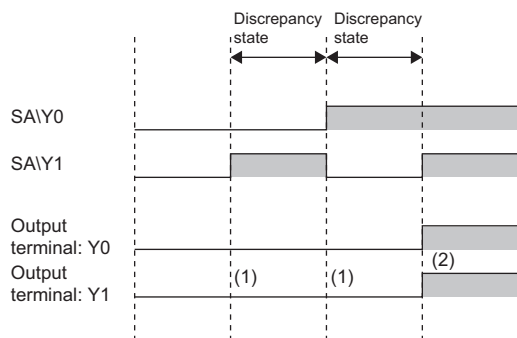 Discrepancy
state
Discrepancy
state
SA\Y0
SA\Y1
Output
terminal: Y0
(2)
Output
terminal: Y1
(1)
(1)